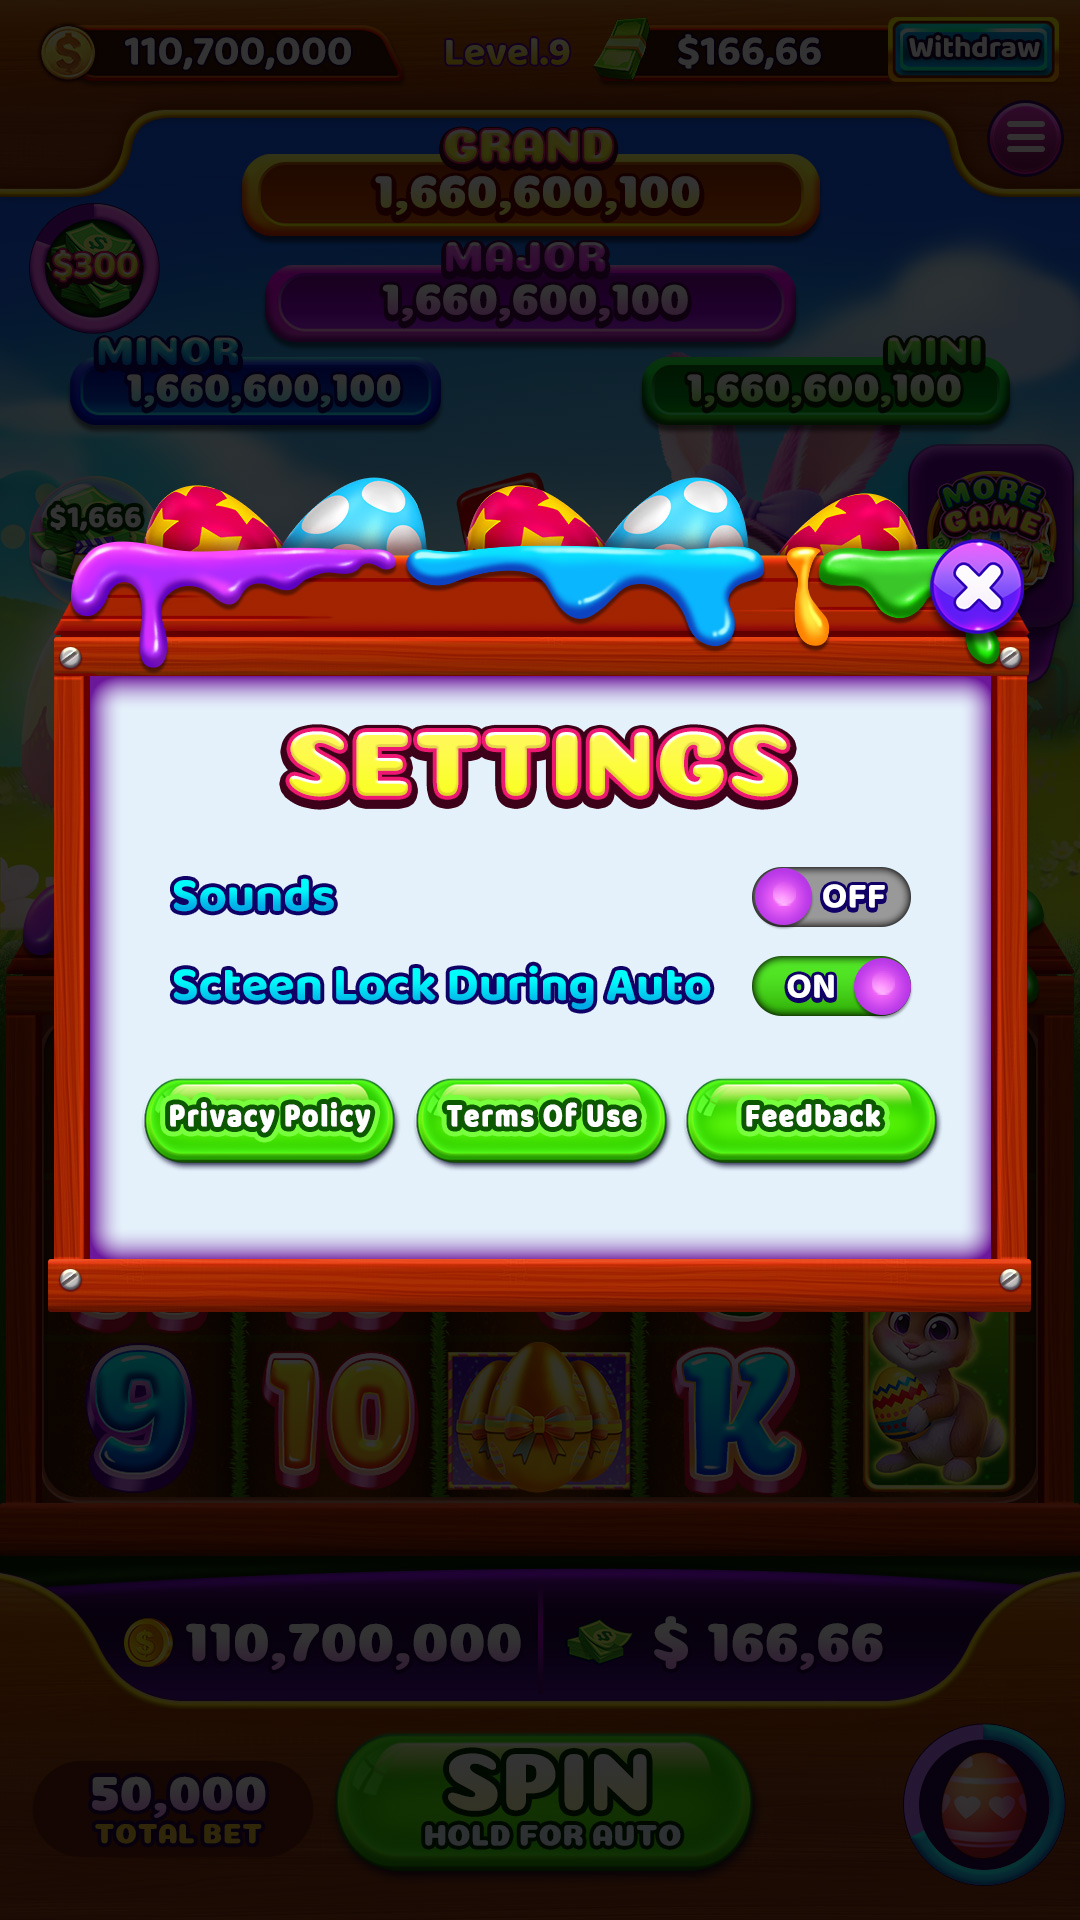 110,700,000 Level.9 $166,66 Withdraw
GRAND
1,660,600,100
MAJOR
1,660,600,100
$300
MINOR
1,660,600,100
MINI
1,660,600,100
$1,666
MORE
GAME
SETTINGS
Sounds OFF
Scteen Lock During Auto ON
Privacy Policy Terms Of Use Feedback
9 10 K
110,700,000 $ 166,66
50,000
TOTAL BET
SPIN
HOLD FOR AUTO